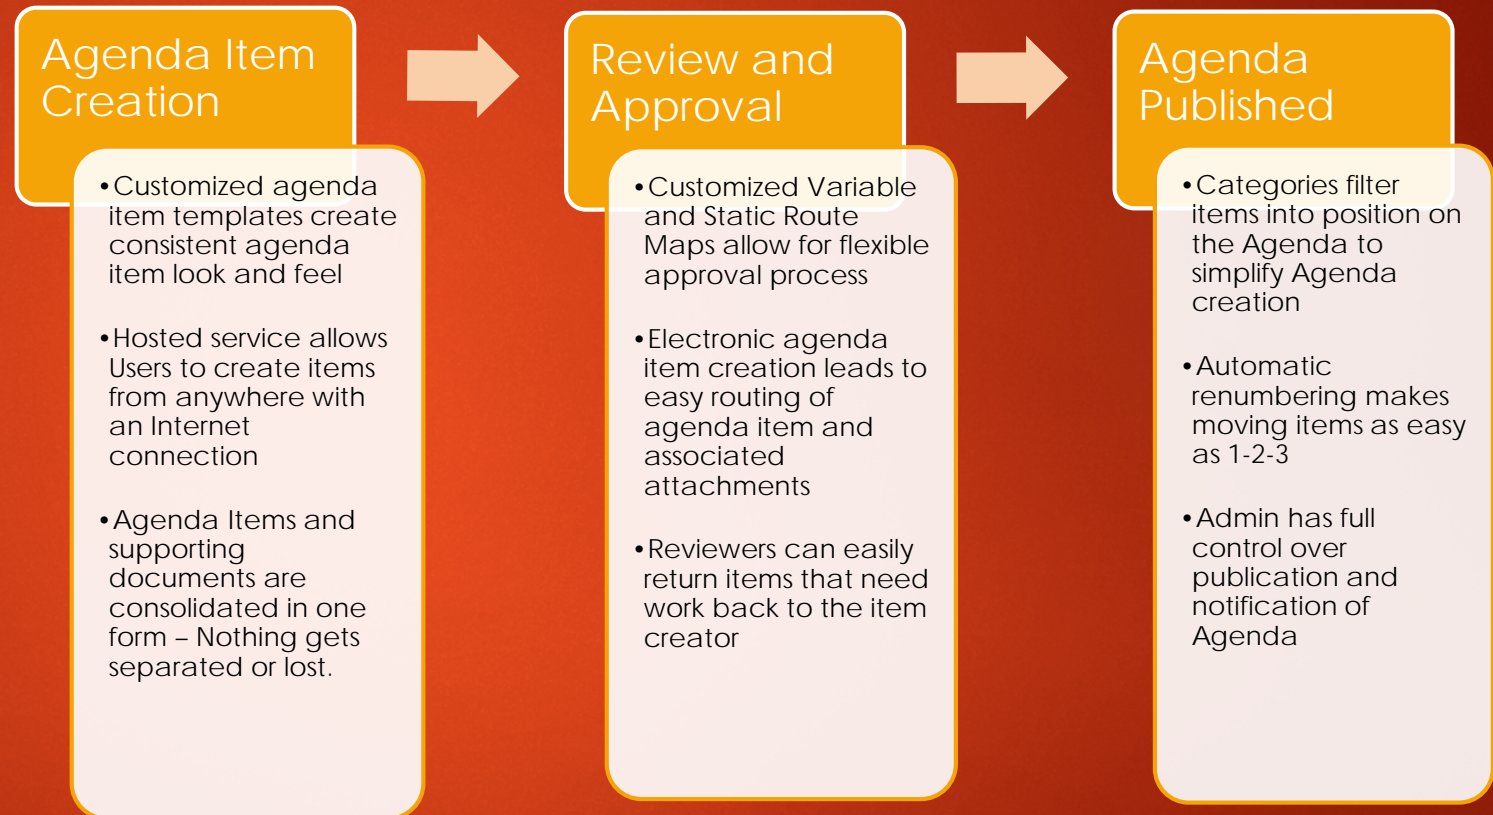 Agenda Item
Creation
•Customized agenda
item templates create
consistent agenda
item look and feel
•Hosted service allows
Users to create items
from anywhere with
an Internet
connection
•Agenda Items and
supporting
documents are
consolidated in one
form – Nothing gets
separated or lost.
Review and
Approval
•Customized Variable
and Static Route
Maps allow for flexible
approval process
•Electronic agenda
item creation leads to
easy routing of
agenda item and
associated
attachments
•Reviewers can easily
return items that need
work back to the item
creator
Agenda
Published
•Categories filter
items into position on
the Agenda to
simplify Agenda
creation
•Automatic
renumbering makes
moving items as easy
as 1-2-3
•Admin has full
control over
publication and
notification of
Agenda